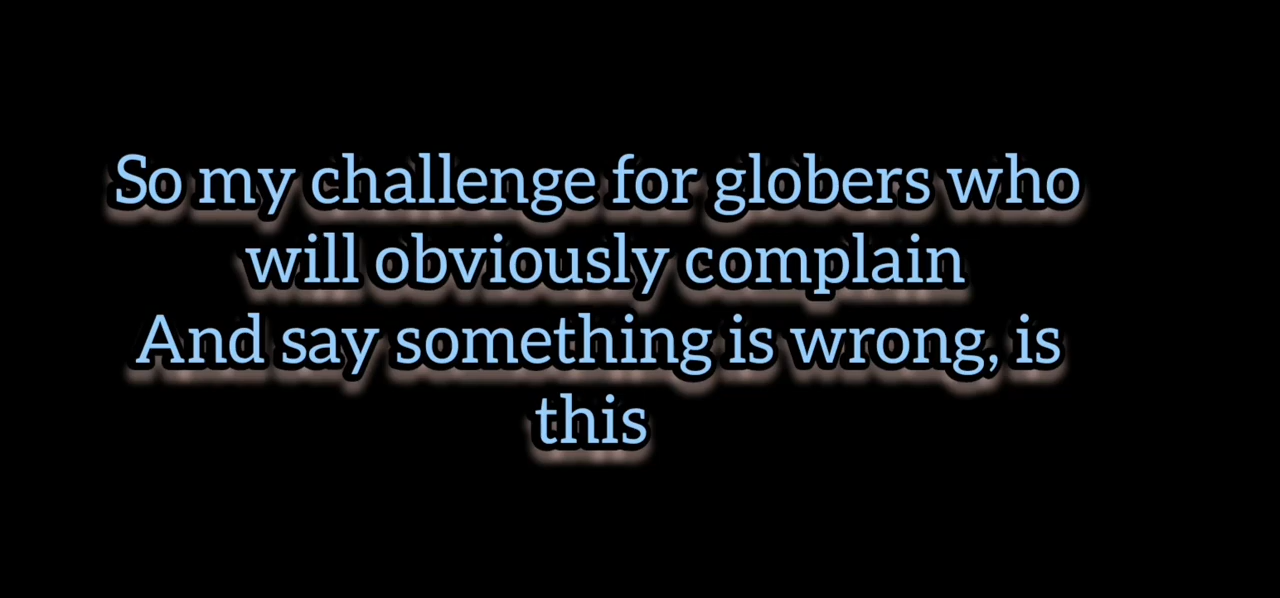 So my challenge for globers who
will obviously complain
And say something is wrong, is
this